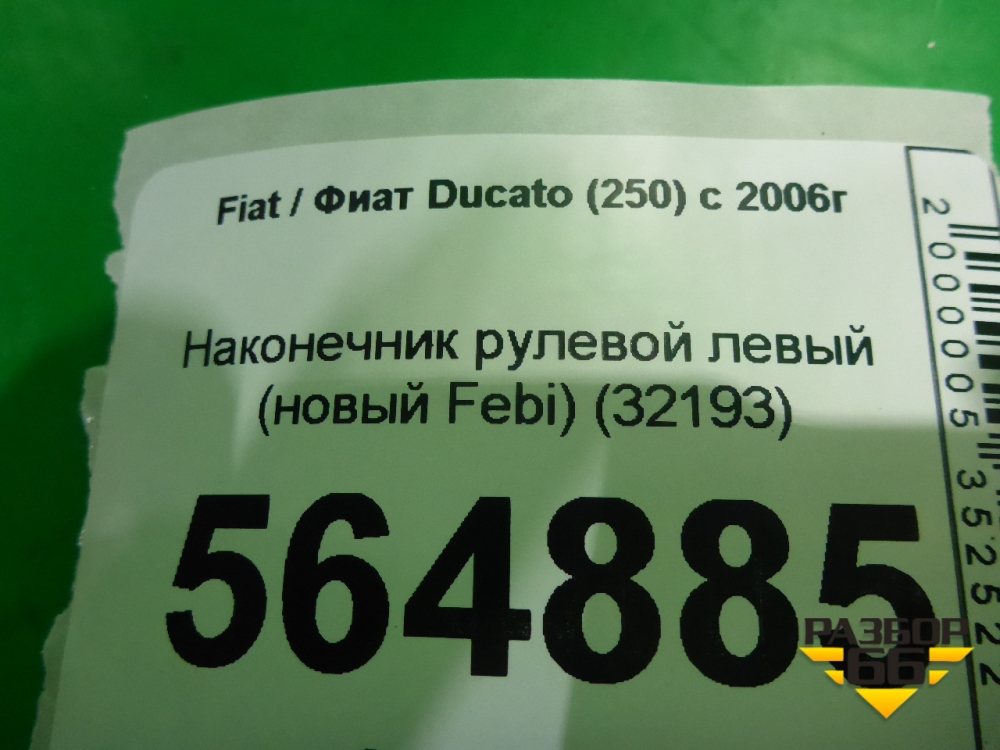 Fiat / Фиат Ducato (250) с 2006г
Наконечник рулевой левый
(новый Febi) (32193)
564885
2000005352522
РАЗБОР
66